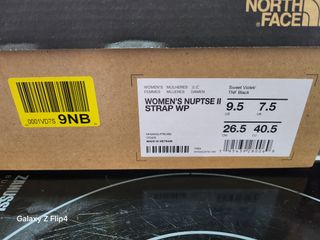 NORTH
FACE
_0001VD7S 9NB
WOMEN'S MULHERES
FEMMES MUJERES DAMEN
WOMEN'S NUPTSE II
STRAP WP
Sweet Violet/
TNF Black
9.5 7.5
26.5 40.5
MADE IN VIETNAM
Galaxy Z Flip4